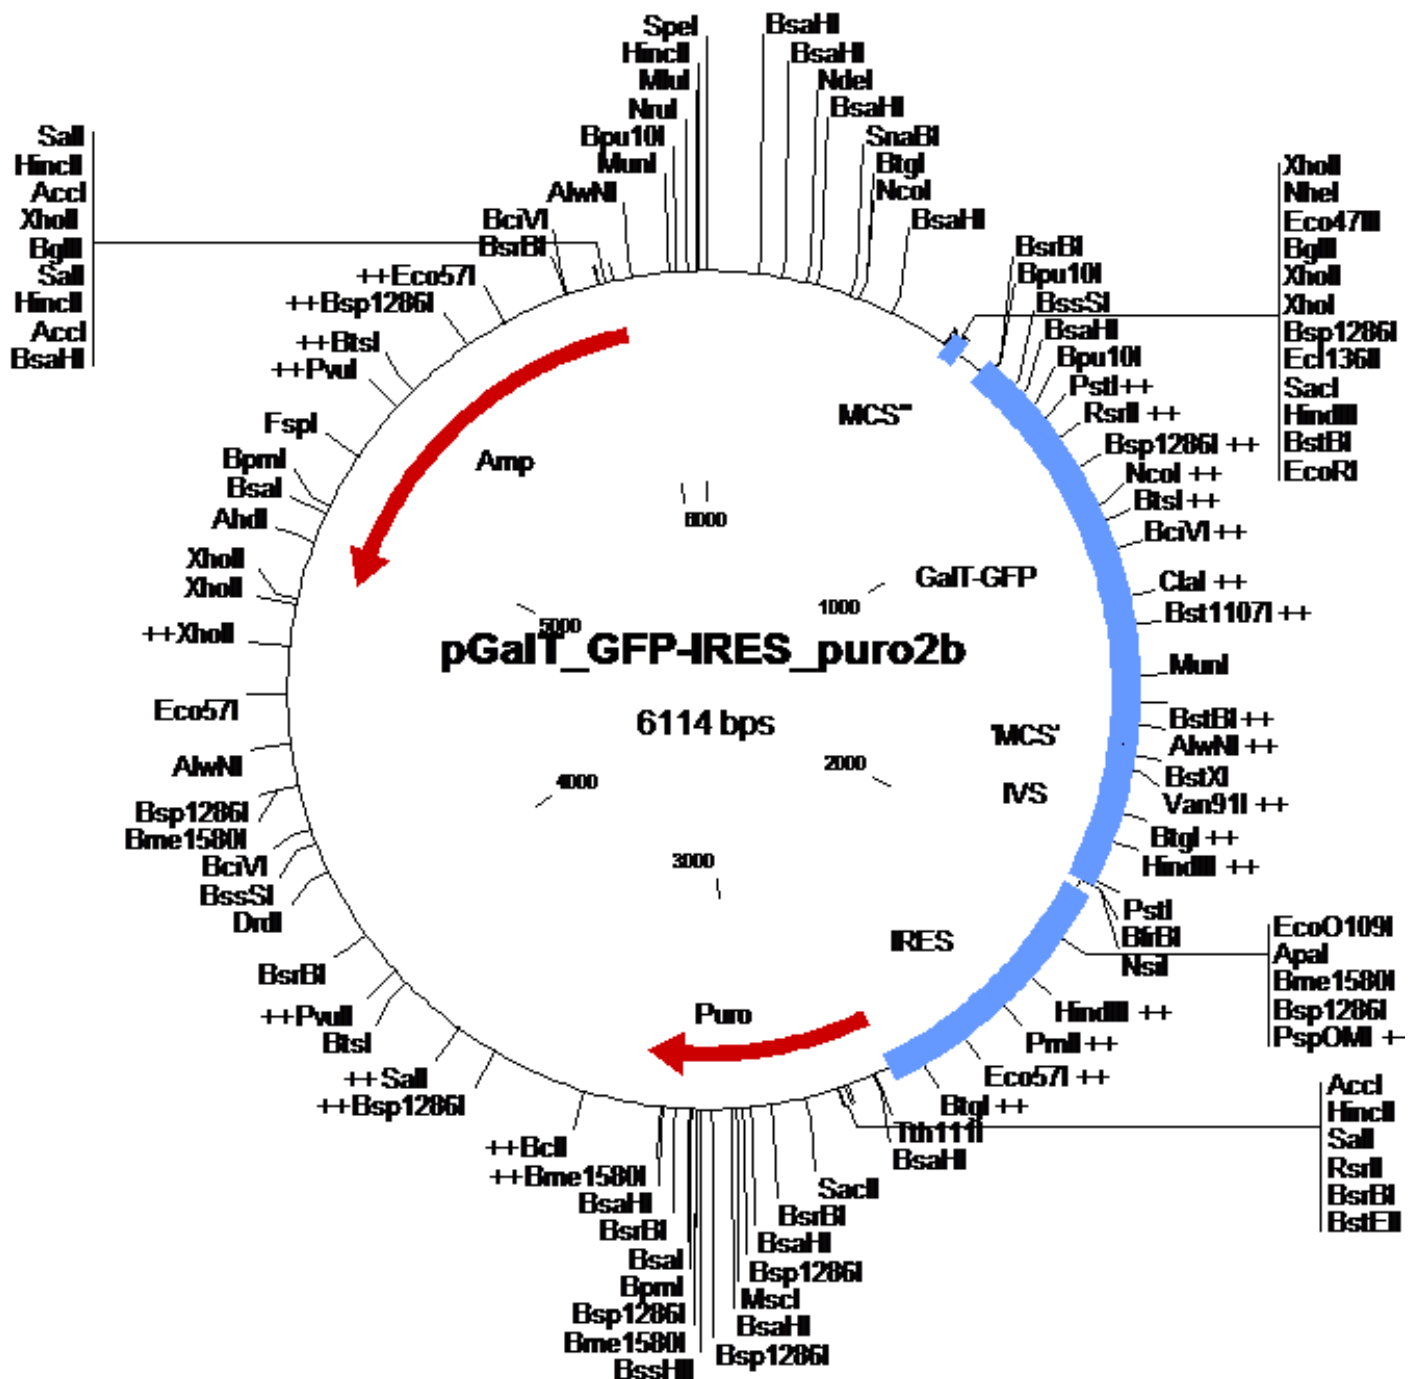 SpeI
HincII
MluI
NruI
Bpu10I
MunI
AlwNI
BciVI
BsrBI
++Eco57I
++Bsp1286I
++BtsI
++PvuI
FspI
BpmI
BsaI
AhdI
XhoII
XhoII
++XhoII
Eco57I
AlwNI
Bsp1286I
Bme1580I
BciVI
BssSI
DrdI
BsrBI
++PvuII
BtsI
++SalI
++Bsp1286I
++BclI
++Bme1580I
BsaHI
BsrBI
BsaI
BpmI
Bsp1286I
Bme1580I
BssHII
SalI
HincII
AccI
XhoII
BglII
SalI
HincII
AccI
BsaHI
BsaHI
BsaHI
NdeI
BsaHI
SnaBI
BtgI
NcoI
BsaHI
BsrBI
Bpu10I
BssSI
BsaHI
Bpu10I
PstI ++
RsrII ++
Bsp1286I ++
NcoI ++
BtsI ++
BciVI ++
ClaI ++
Bst1107I ++
MunI
BstBI ++
AlwNI ++
BstXI
Van91I ++
BtgI ++
HindIII ++
PstI
BfrBI
NsiI
HindIII ++
PmlI ++
Eco57I ++
BtgI ++
Tth111I
BsaHI
SacII
BsrBI
BsaHI
Bsp1286I
MscI
BsaHI
Bsp1286I
XhoII
NheI
Eco47III
BglII
XhoII
XhoI
Bsp1286I
Ecl136II
SacI
HindIII
BstBI
EcoRI
EcoO109I
ApaI
Bme1580I
Bsp1286I
PspOMI +
AccI
HincII
SalI
RsrII
BsrBI
BstEII
MCS''
Amp
6000
GalT-GFP
1000
5000
pGalT_GFP-IRES_puro2b
6114 bps
'MCS'
2000
IVS
4000
3000
IRES
Puro